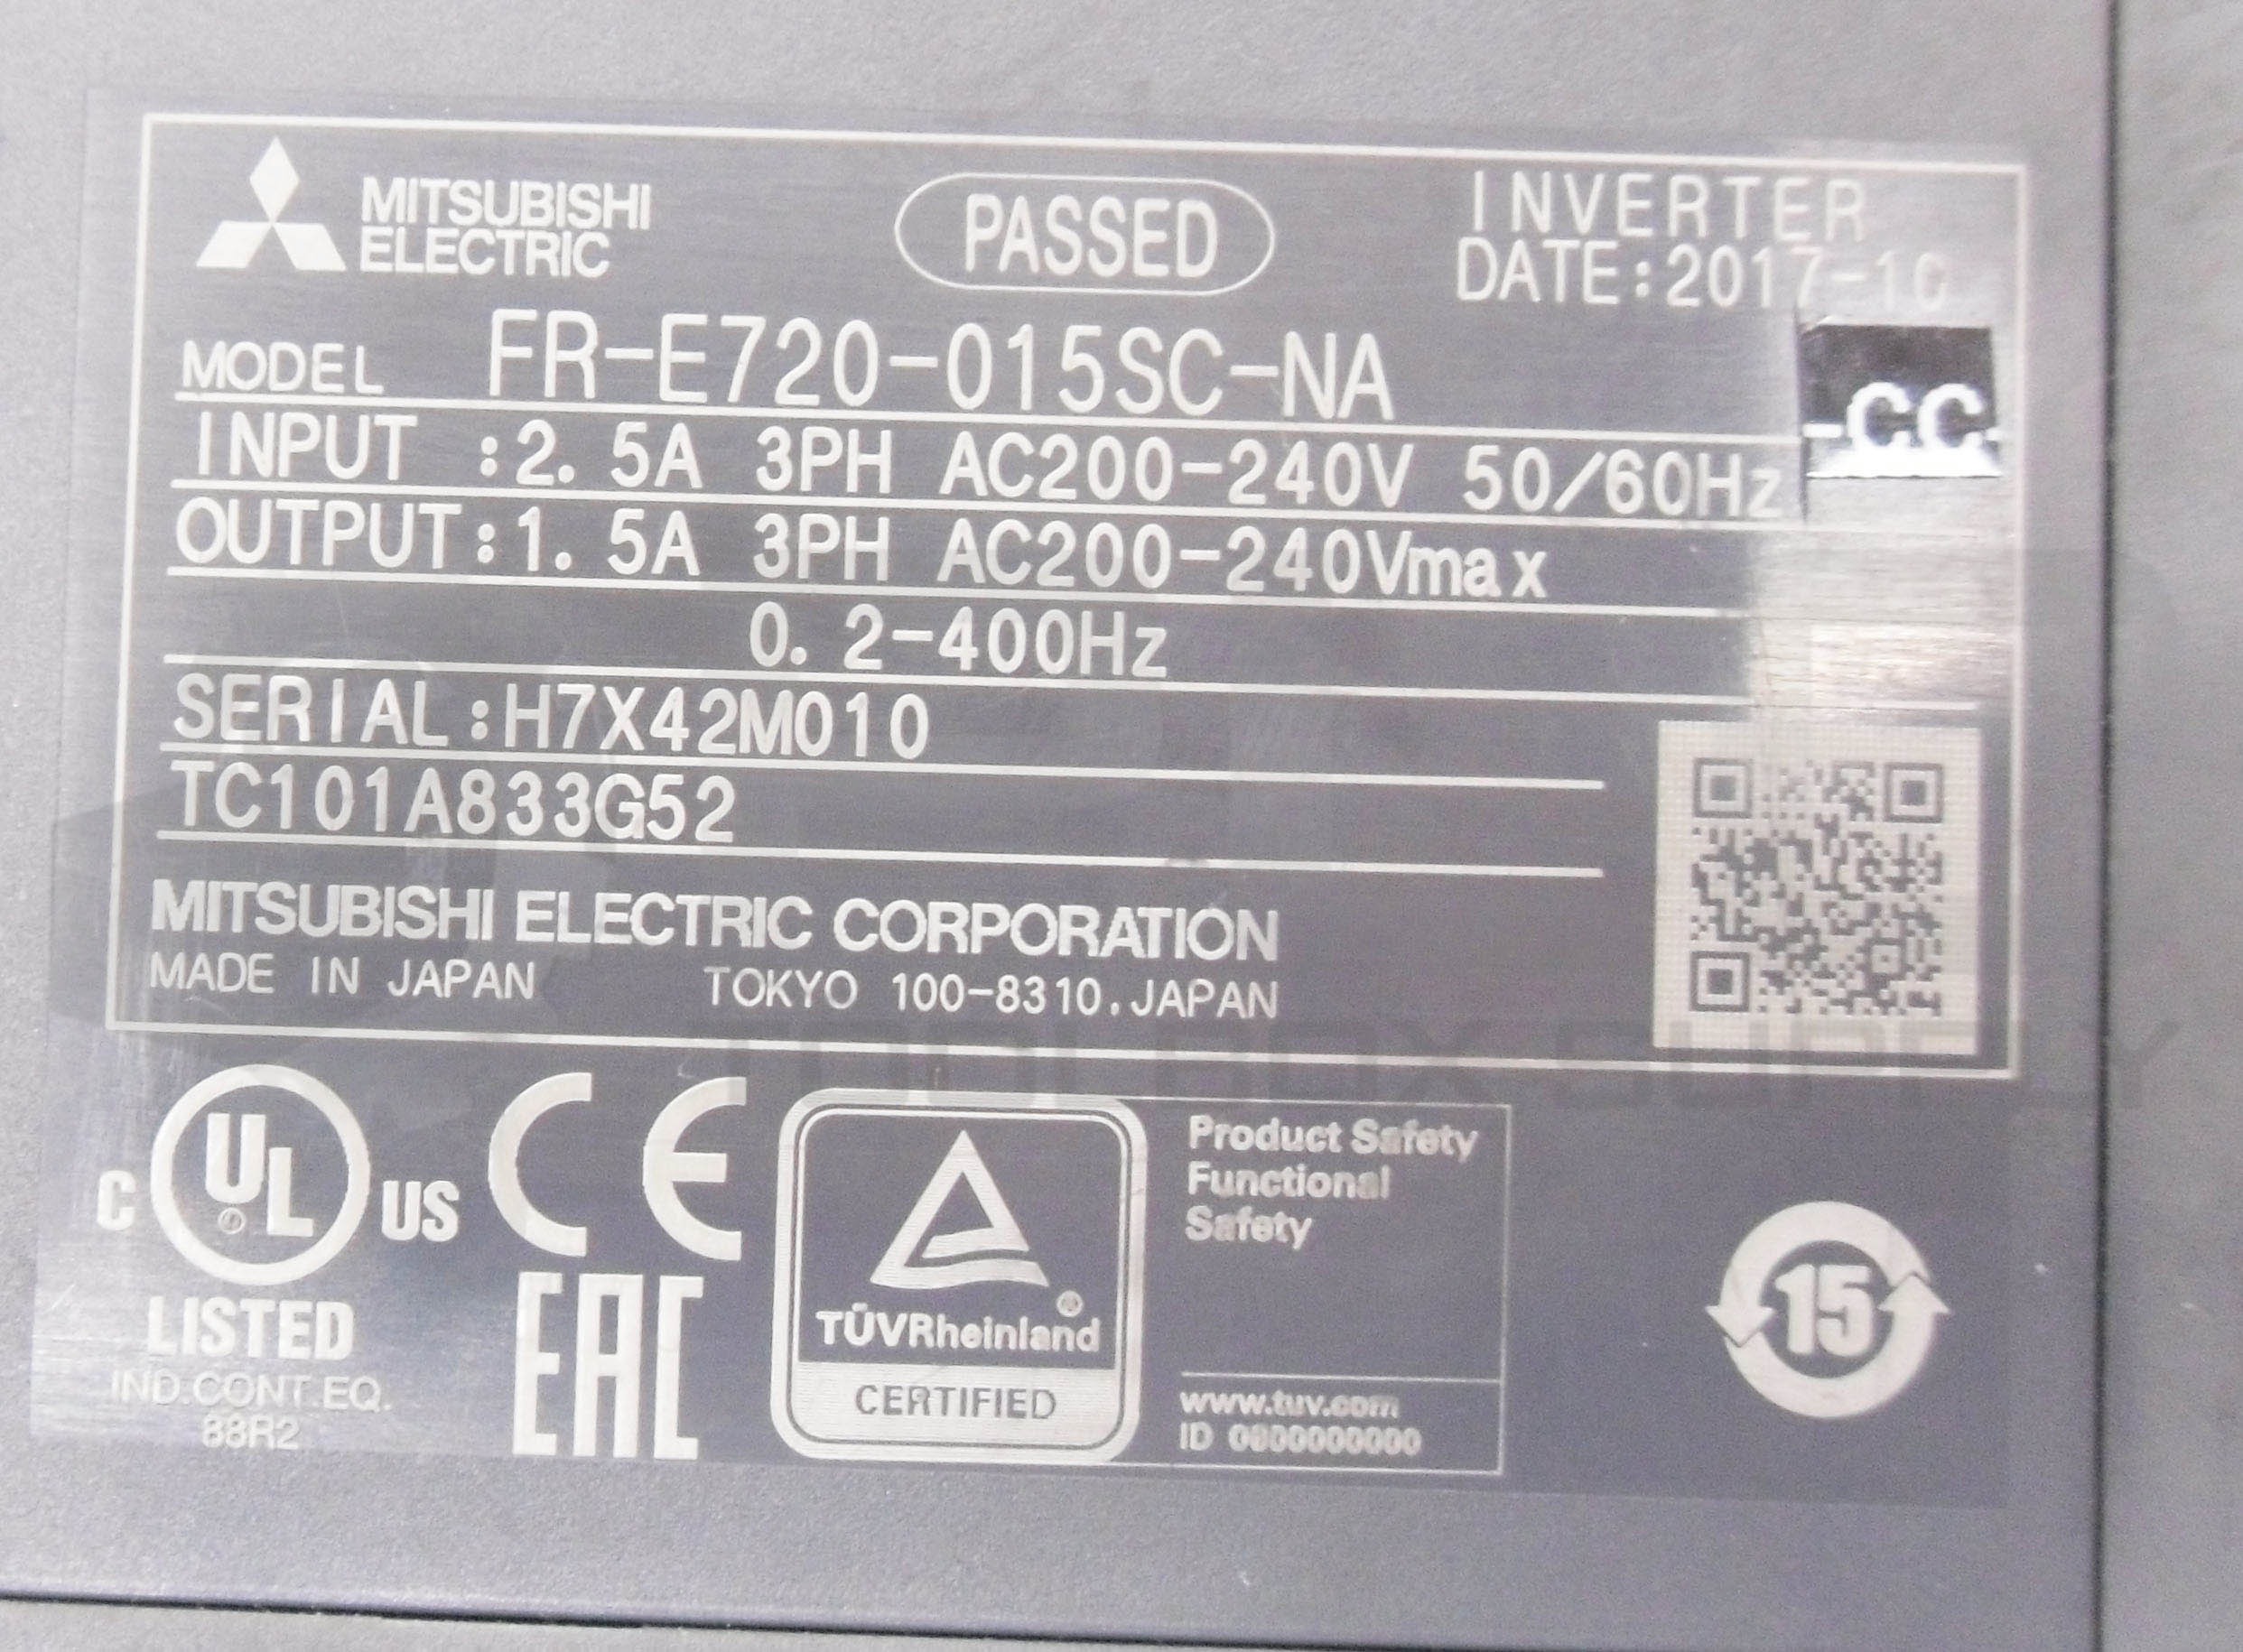 MITSUBISHI
ELECTRIC
PASSED
INVERTER
DATE:2017-10
MODEL FR-E720-015SC-NA
CC
INPUT :2.5A 3PH AC200-240V 50/60Hz
OUTPUT:1.5A 3PH AC200-240Vmax
0.2-400Hz
SERIAL:H7X42M010
TC101A833G52
MITSUBISHI ELECTRIC CORPORATION
MADE IN JAPAN TOKYO 100-8310, JAPAN
C UL ® US
LISTED
IND.CONT.EQ.
88R2
CE
EAC
TÜVRheinland ®
CERTIFIED
Product Safety
Functional
Safety
www.tuv.com
ID 0600000000
15